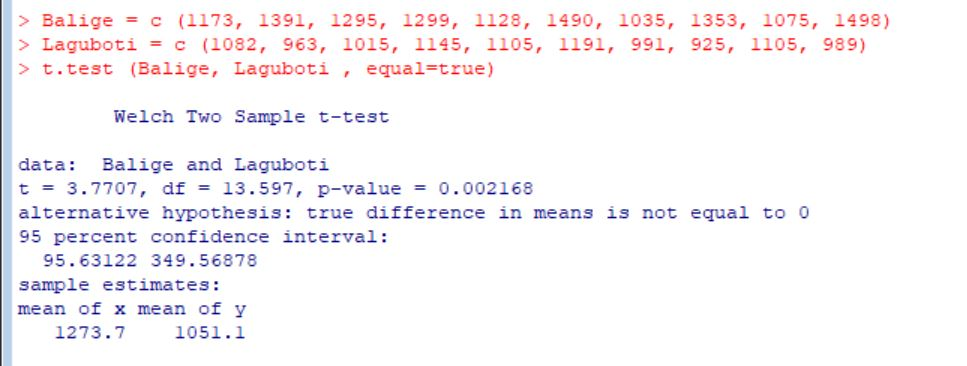 > Balige = c (1173, 1391, 1295, 1299, 1128, 1490, 1035, 1353, 1075, 1498)
> Laguboti = c (1082, 963, 1015, 1145, 1105, 1191, 991, 925, 1105, 989)
> t.test (Balige, Laguboti , equal=true)
Welch Two Sample t-test
data:  Balige and Laguboti
t = 3.7707, df = 13.597, p-value = 0.002168
alternative hypothesis: true difference in means is not equal to 0
95 percent confidence interval:
95.63122 349.56878
sample estimates:
mean of x mean of y
1273.7    1051.1